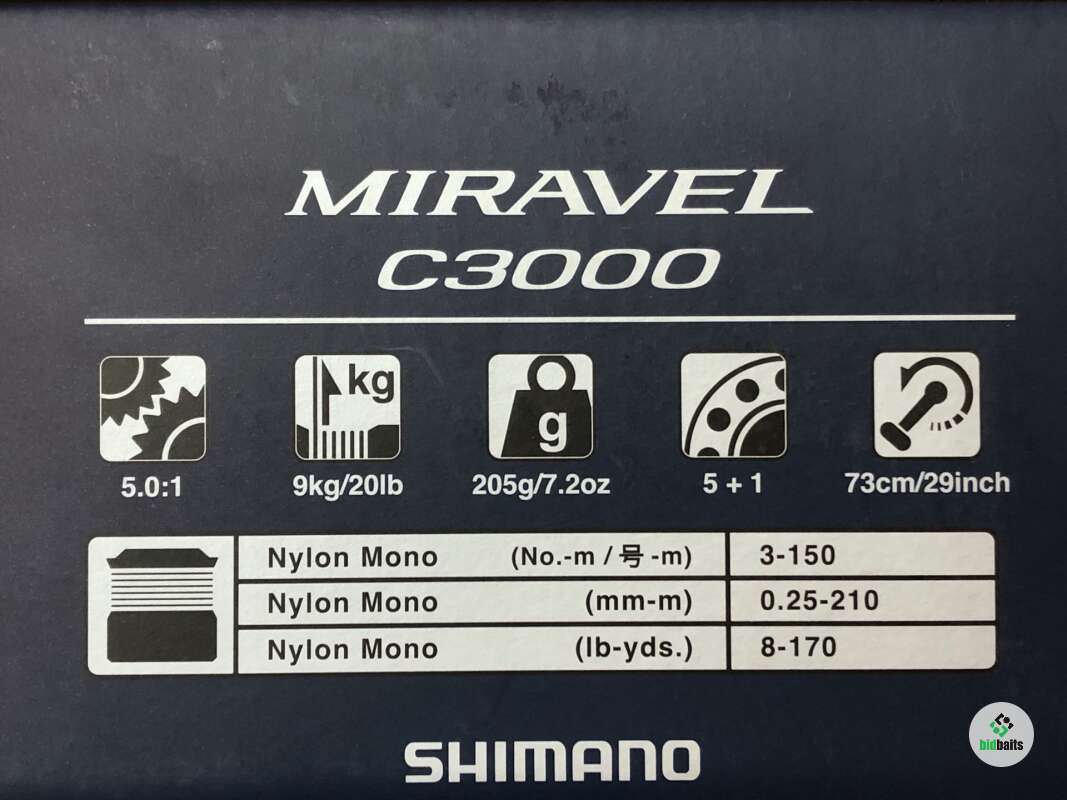 MIRAVEL
C3000
kg
g
5.0:1 9kg/20lb 205g/7.2oz 5 + 1 73cm/29inch
Nylon Mono (No.-m / 号 -m) 3-150
Nylon Mono (mm-m) 0.25-210
Nylon Mono (lb-yds.) 8-170
bidbaits
SHIMANO